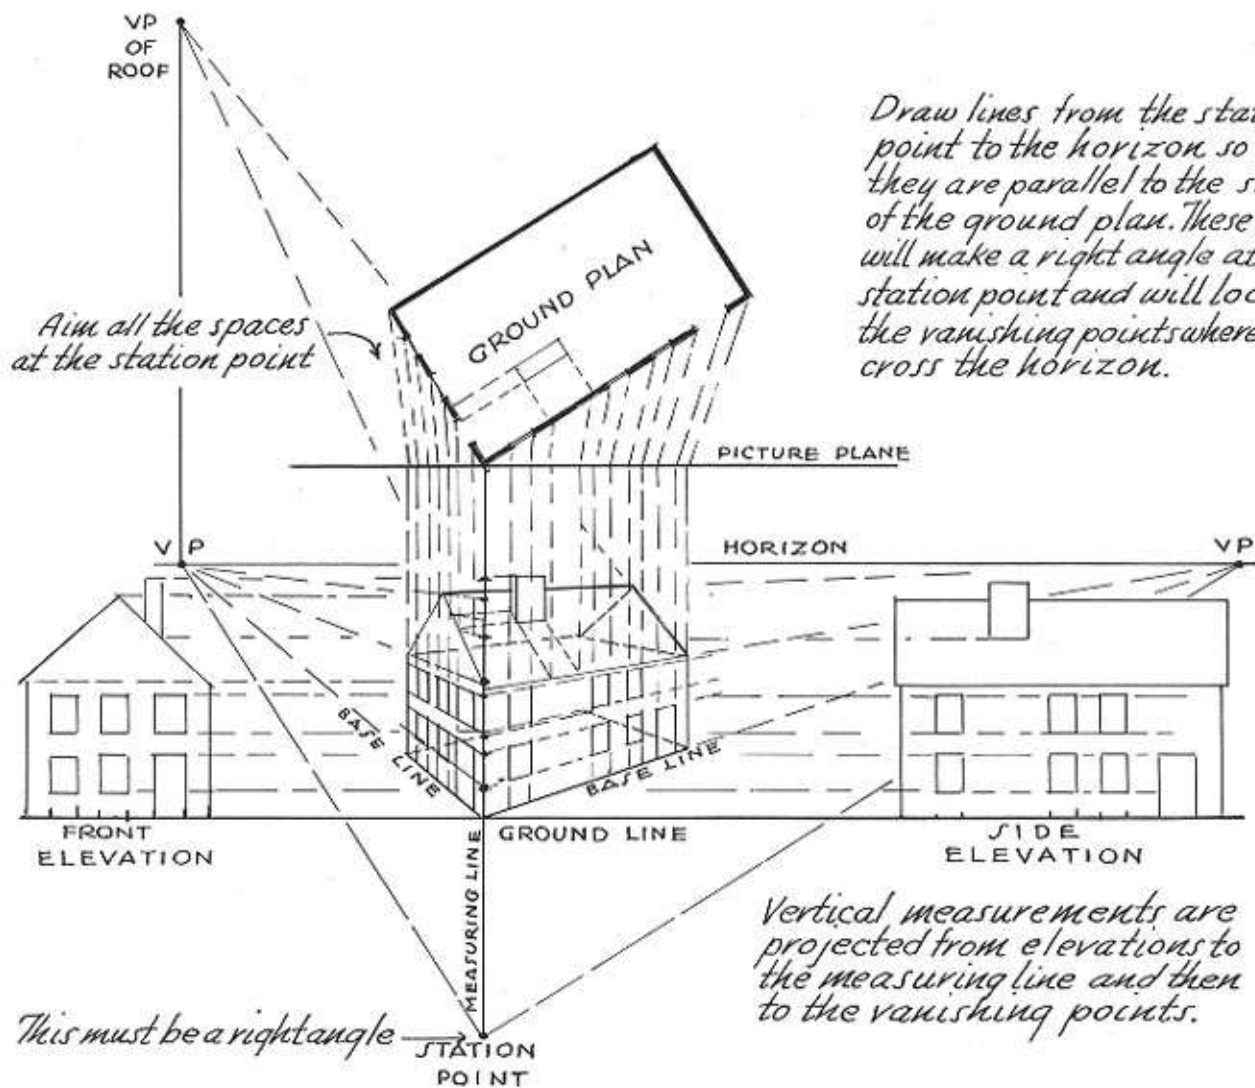 VP
OF
ROOF
Draw lines from the
point to the horizon so
they are parallel to the
of the ground plan. These
will make a right angle at
station point and will
the vanishing points where
cross the horizon.
GROUND PLAN
Aim all the spaces
at the station point
PICTURE PLANE
VP
HORIZON
VP
BASE LINE
BASE LINE
FRONT
ELEVATION
GROUND LINE
SIDE
ELEVATION
MEASURING LINE
Vertical measurements are
projected from elevations to
the measuring line and then
to the vanishing points.
This must be a right angle
STATION
POINT